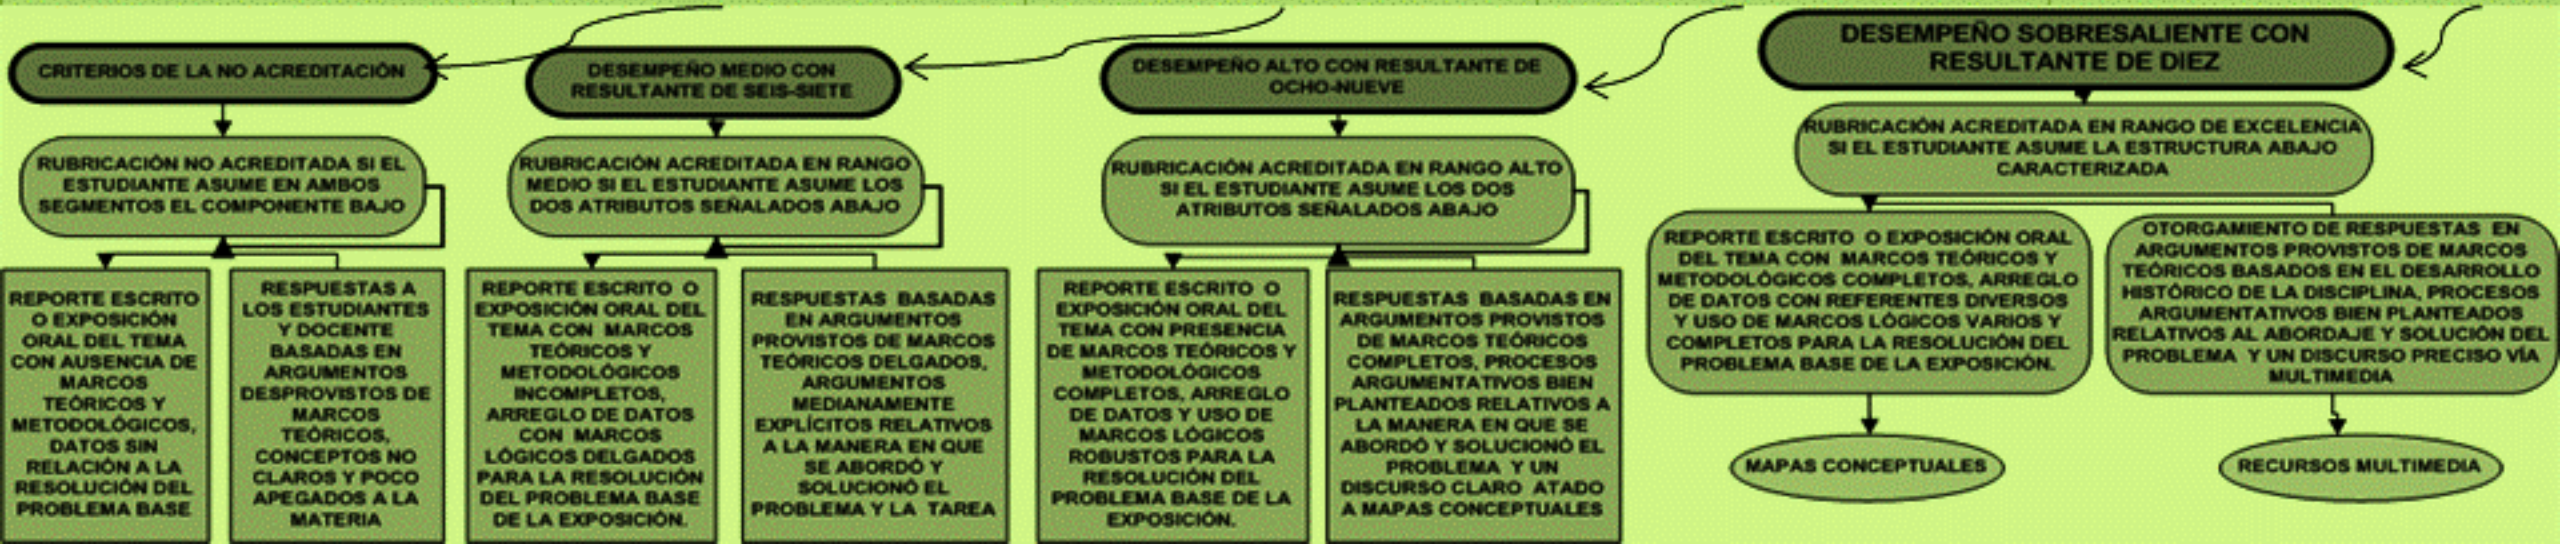 CRITERIOS DE LA NO ACREDITACIÓN
RUBRICACIÓN NO ACREDITADA SI EL
ESTUDIANTE ASUME EN AMBOS
SEGMENTOS EL COMPONENTE BAJO
REPORTE ESCRITO
O EXPOSICIÓN
ORAL DEL TEMA
CON AUSENCIA DE
MARCOS
TEÓRICOS Y
METODOLÓGICOS,
DATOS SIN
RELACIÓN A LA
RESOLUCIÓN DEL
PROBLEMA BASE
RESPUESTAS A
LOS ESTUDIANTES
Y DOCENTE
BASADAS EN
ARGUMENTOS
DESPROVISTOS DE
MARCOS
TEÓRICOS,
CONCEPTOS NO
CLAROS Y POCO
APEGADOS A LA
MATERIA
DESEMPEÑO MEDIO CON
RESULTANTE DE SEIS-SIETE
RUBRICACIÓN ACREDITADA EN RANGO
MEDIO SI EL ESTUDIANTE ASUME LOS
DOS ATRIBUTOS SEÑALADOS ABAJO
REPORTE ESCRITO O
EXPOSICIÓN ORAL DEL
TEMA CON MARCOS
TEÓRICOS Y
METODOLÓGICOS
INCOMPLETOS,
ARREGLO DE DATOS
CON MARCOS
LÓGICOS DELGADOS
PARA LA RESOLUCIÓN
DEL PROBLEMA BASE
DE LA EXPOSICIÓN.
RESPUESTAS BASADAS
EN ARGUMENTOS
PROVISTOS DE MARCOS
TEÓRICOS DELGADOS,
ARGUMENTOS
MEDIANAMENTE
EXPLÍCITOS RELATIVOS
A LA MANERA EN QUE
SE ABORDÓ Y
SOLUCIONÓ EL
PROBLEMA Y LA TAREA
DESEMPEÑO ALTO CON RESULTANTE DE
OCHO-NUEVE
RUBRICACIÓN ACREDITADA EN RANGO ALTO
SI EL ESTUDIANTE ASUME LOS DOS
ATRIBUTOS SEÑALADOS ABAJO
REPORTE ESCRITO O
EXPOSICIÓN ORAL DEL
TEMA CON PRESENCIA
DE MARCOS TEÓRICOS Y
METODOLÓGICOS
COMPLETOS, ARREGLO
DE DATOS Y USO DE
MARCOS LÓGICOS
ROBUSTOS PARA LA
RESOLUCIÓN DEL
PROBLEMA BASE DE LA
EXPOSICIÓN.
RESPUESTAS BASADAS EN
ARGUMENTOS PROVISTOS
DE MARCOS TEÓRICOS
COMPLETOS, PROCESOS
ARGUMENTATIVOS BIEN
PLANTEADOS RELATIVOS A
LA MANERA EN QUE SE
ABORDÓ Y SOLUCIONÓ EL
PROBLEMA Y UN
DISCURSO CLARO ATADO
A MAPAS CONCEPTUALES
DESEMPEÑO SOBRESALIENTE CON
RESULTANTE DE DIEZ
RUBRICACIÓN ACREDITADA EN RANGO DE EXCELENCIA
SI EL ESTUDIANTE ASUME LA ESTRUCTURA ABAJO
CARACTERIZADA
REPORTE ESCRITO O EXPOSICIÓN ORAL
DEL TEMA CON MARCOS TEÓRICOS Y
METODOLÓGICOS COMPLETOS, ARREGLO
DE DATOS CON REFERENTES DIVERSOS
Y USO DE MARCOS LÓGICOS VARIOS Y
COMPLETOS PARA LA RESOLUCIÓN DEL
PROBLEMA BASE DE LA EXPOSICIÓN.
OTORGAMIENTO DE RESPUESTAS EN
ARGUMENTOS PROVISTOS DE MARCOS
TEÓRICOS BASADOS EN EL DESARROLLO
HISTÓRICO DE LA DISCIPLINA, PROCESOS
ARGUMENTATIVOS BIEN PLANTEADOS
RELATIVOS AL ABORDAJE Y SOLUCIÓN DEL
PROBLEMA Y UN DISCURSO PRECISO VÍA
MULTIMEDIA
MAPAS CONCEPTUALES
RECURSOS MULTIMEDIA